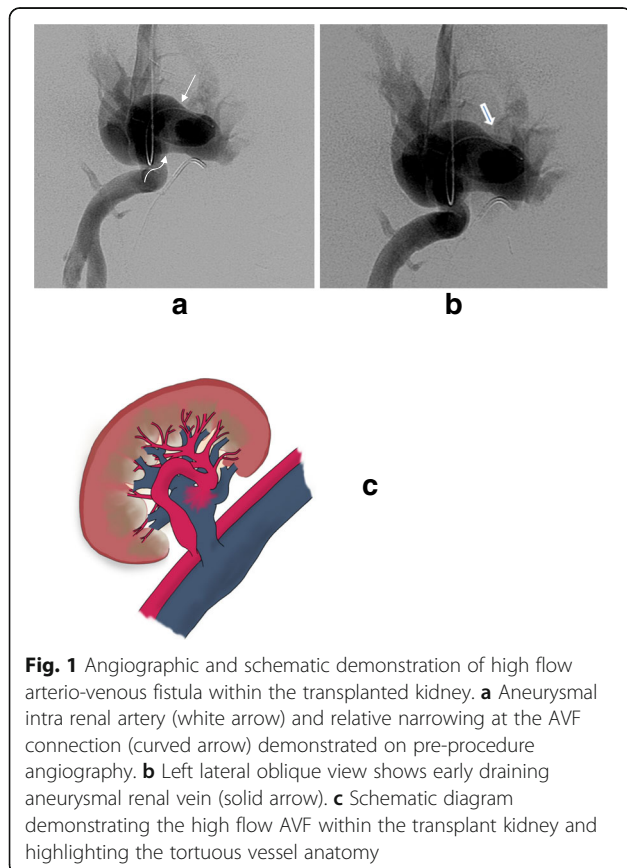 a
b
c
Fig. 1 Angiographic and schematic demonstration of high flow
arterio-venous fistula within the transplanted kidney. a Aneurysmal
intra renal artery (white arrow) and relative narrowing at the AVF
connection (curved arrow) demonstrated on pre-procedure
angiography. b Left lateral oblique view shows early draining
aneurysmal renal vein (solid arrow). c Schematic diagram
demonstrating the high flow AVF within the transplant kidney and
highlighting the tortuous vessel anatomy